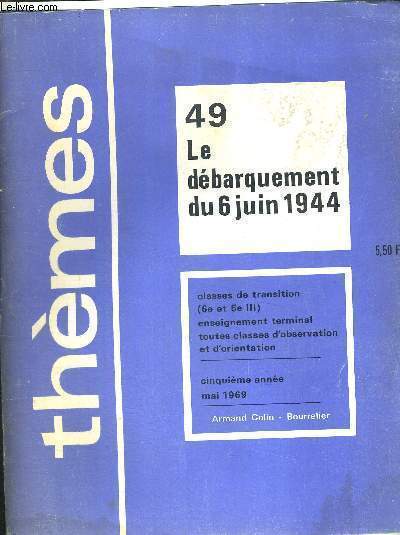 Le-livre.com
thèmes
49
Le
débarquement
du 6 juin 1944
5,50 F
classes de transition
(6e et 5e III)
enseignement terminal
toutes classes d'observation
et d'orientation
cinquième année
mai 1969
Armand Colin - Bourrelier